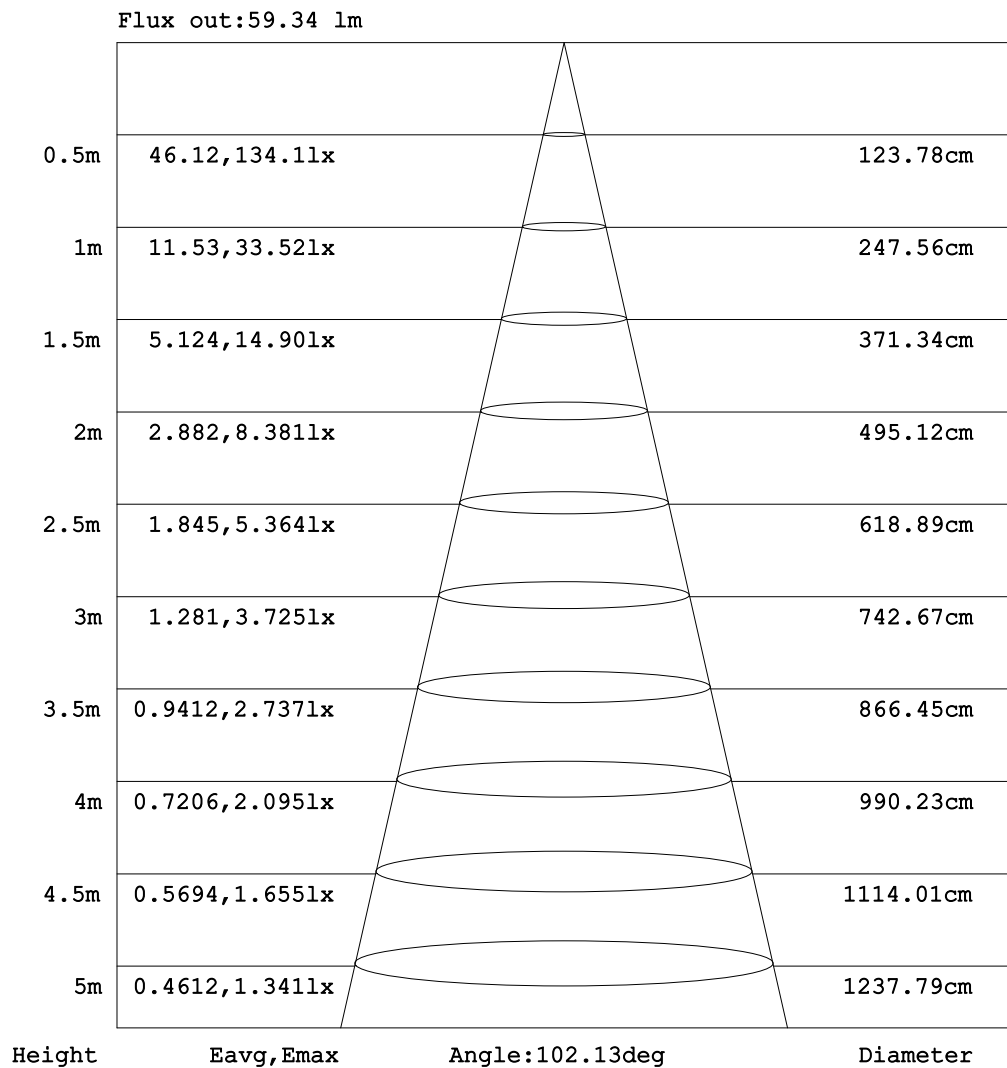 Flux out:59.34 lm
0.5m 46.12,134.1lx 123.78cm
1m 11.53,33.52lx 247.56cm
1.5m 5.124,14.90lx 371.34cm
2m 2.882,8.381lx 495.12cm
2.5m 1.845,5.364lx 618.89cm
3m 1.281,3.725lx 742.67cm
3.5m 0.9412,2.737lx 866.45cm
4m 0.7206,2.095lx 990.23cm
4.5m 0.5694,1.655lx 1114.01cm
5m 0.4612,1.341lx 1237.79cm
Height Eavg,Emax Angle:102.13deg Diameter